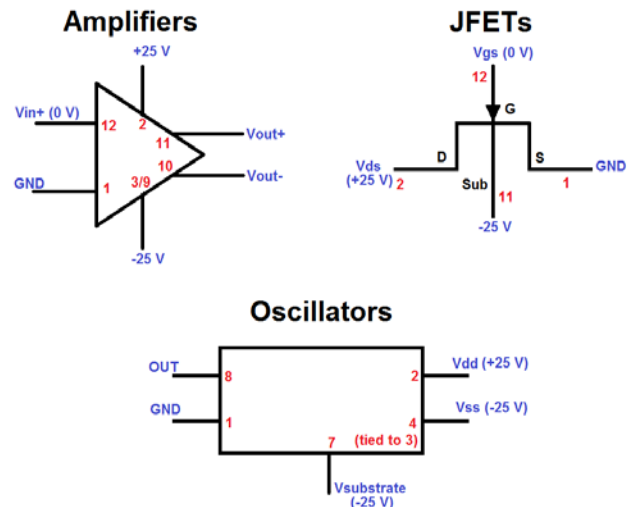 Amplifiers
+25 V
Vin+ (0 V)
12
2
11
Vout+
10
Vout-
GND
1
3/9
-25 V
JFETs
Vgs (0 V)
12
G
D
S
Vds
(+25 V)
2
Sub
11
1
GND
-25 V
Oscillators
OUT
8
2
Vdd (+25 V)
GND
1
4
Vss (-25 V)
7
(tied to 3)
Vsubstrate
(-25 V)